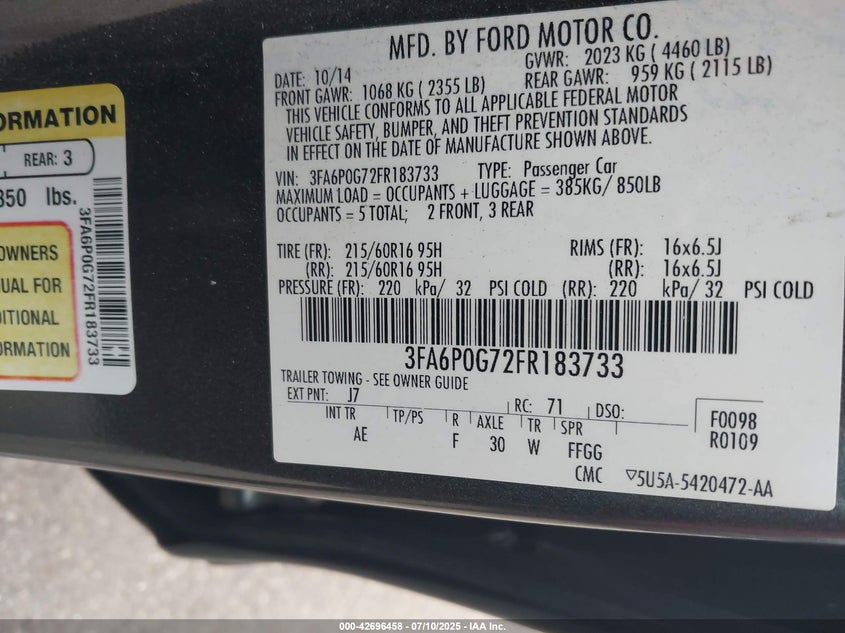 ORMATION
REAR: 3
850 lbs.
OWNERS
UAL FOR
DITIONAL
ORMATION
3FA6P0G72FR183733
MFD. BY FORD MOTOR CO.
DATE: 10/14 GVWR: 2023 KG ( 4460 LB)
FRONT GAWR: 1068 KG ( 2355 LB) REAR GAWR: 959 KG ( 2115 LB)
THIS VEHICLE CONFORMS TO ALL APPLICABLE FEDERAL MOTOR
VEHICLE SAFETY, BUMPER, AND THEFT PREVENTION STANDARDS
IN EFFECT ON THE DATE OF MANUFACTURE SHOWN ABOVE.
VIN: 3FA6P0G72FR183733 TYPE: Passenger Car
MAXIMUM LOAD = OCCUPANTS + LUGGAGE = 385KG/ 850LB
OCCUPANTS = 5 TOTAL; 2 FRONT, 3 REAR
TIRE (FR): 215/60R16 95H RIMS (FR): 16x6.5J
(RR): 215/60R16 95H (RR): 16x6.5J
PRESSURE (FR): 220 kPa/ 32 PSI COLD (RR): 220 kPa/ 32 PSI COLD
3FA6P0G72FR183733
TRAILER TOWING - SEE OWNER GUIDE
EXT PNT: J7 RC: 71 DSO: F0098
INT TR TP/PS R AXLE TR SPR R0109
AE F 30 W FFGG
CMC ▽5U5A-5420472-AA
000-42696458 - 07/10/2025 - IAA Inc.